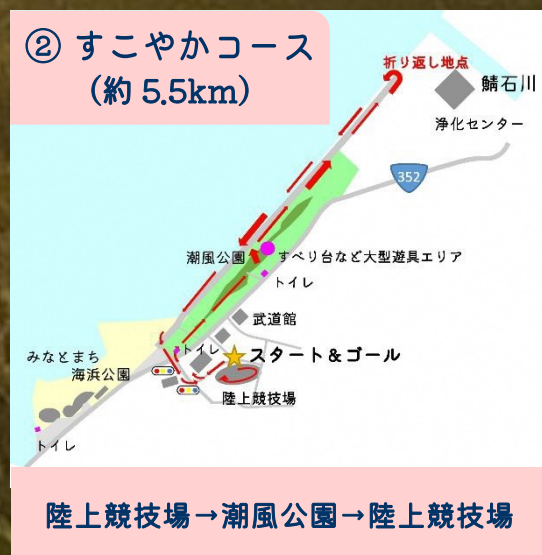 ② すこやかコース
(約 5.5km)
折り返し地点
鯖石川
浄化センター
352
潮風公園
すべり台など大型遊具エリア
トイレ
武道館
トイレ
スタート＆ゴール
みなとまち
海浜公園
陸上競技場
トイレ
陸上競技場→潮風公園→陸上競技場